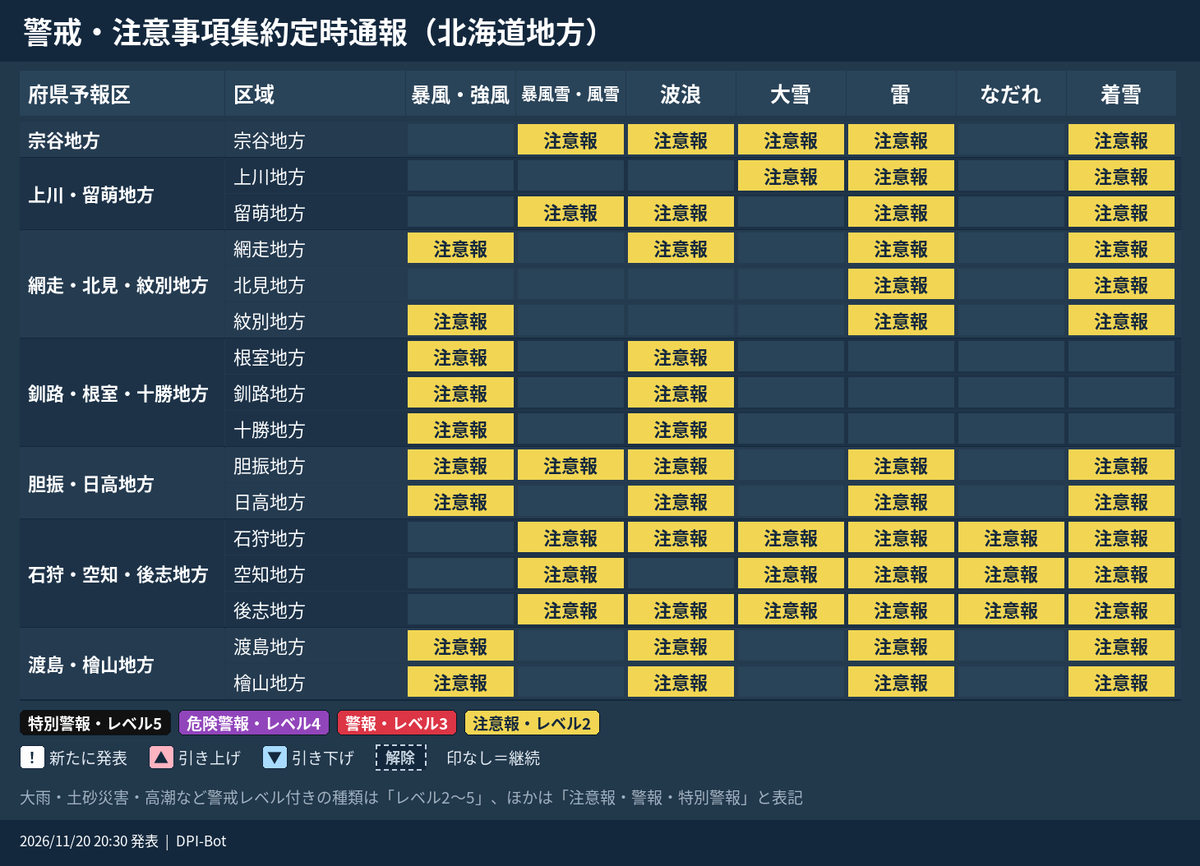 警戒・注意事項集約定時通報（北海道地方）
府県予報区 区域 暴風・強風 暴風雪・風雪 波浪 大雪 雷 なだれ 着雪
宗谷地方 宗谷地方 注意報 注意報 注意報 注意報 注意報
上川・留萌地方 上川地方 注意報 注意報 注意報
留萌地方 注意報 注意報 注意報 注意報
網走・北見・紋別地方 網走地方 注意報 注意報 注意報 注意報
北見地方 注意報 注意報
紋別地方 注意報 注意報 注意報
釧路・根室・十勝地方 根室地方 注意報 注意報
釧路地方 注意報 注意報
十勝地方 注意報 注意報
胆振・日高地方 胆振地方 注意報 注意報 注意報 注意報 注意報
日高地方 注意報 注意報 注意報 注意報
石狩・空知・後志地方 石狩地方 注意報 注意報 注意報 注意報 注意報 注意報
空知地方 注意報 注意報 注意報 注意報 注意報
後志地方 注意報 注意報 注意報 注意報 注意報 注意報
渡島・檜山地方 渡島地方 注意報 注意報 注意報 注意報
檜山地方 注意報 注意報 注意報 注意報
特別警報・レベル5 危険警報・レベル4 警報・レベル3 注意報・レベル2
! 新たに発表 ▲ 引き上げ ▼ 引き下げ 解除 印なし＝継続
大雨・土砂災害・高潮など警戒レベル付きの種類は「レベル2～5」、ほかは「注意報・警報・特別警報」と表記
2026/11/20 20:30 発表｜DPI-Bot